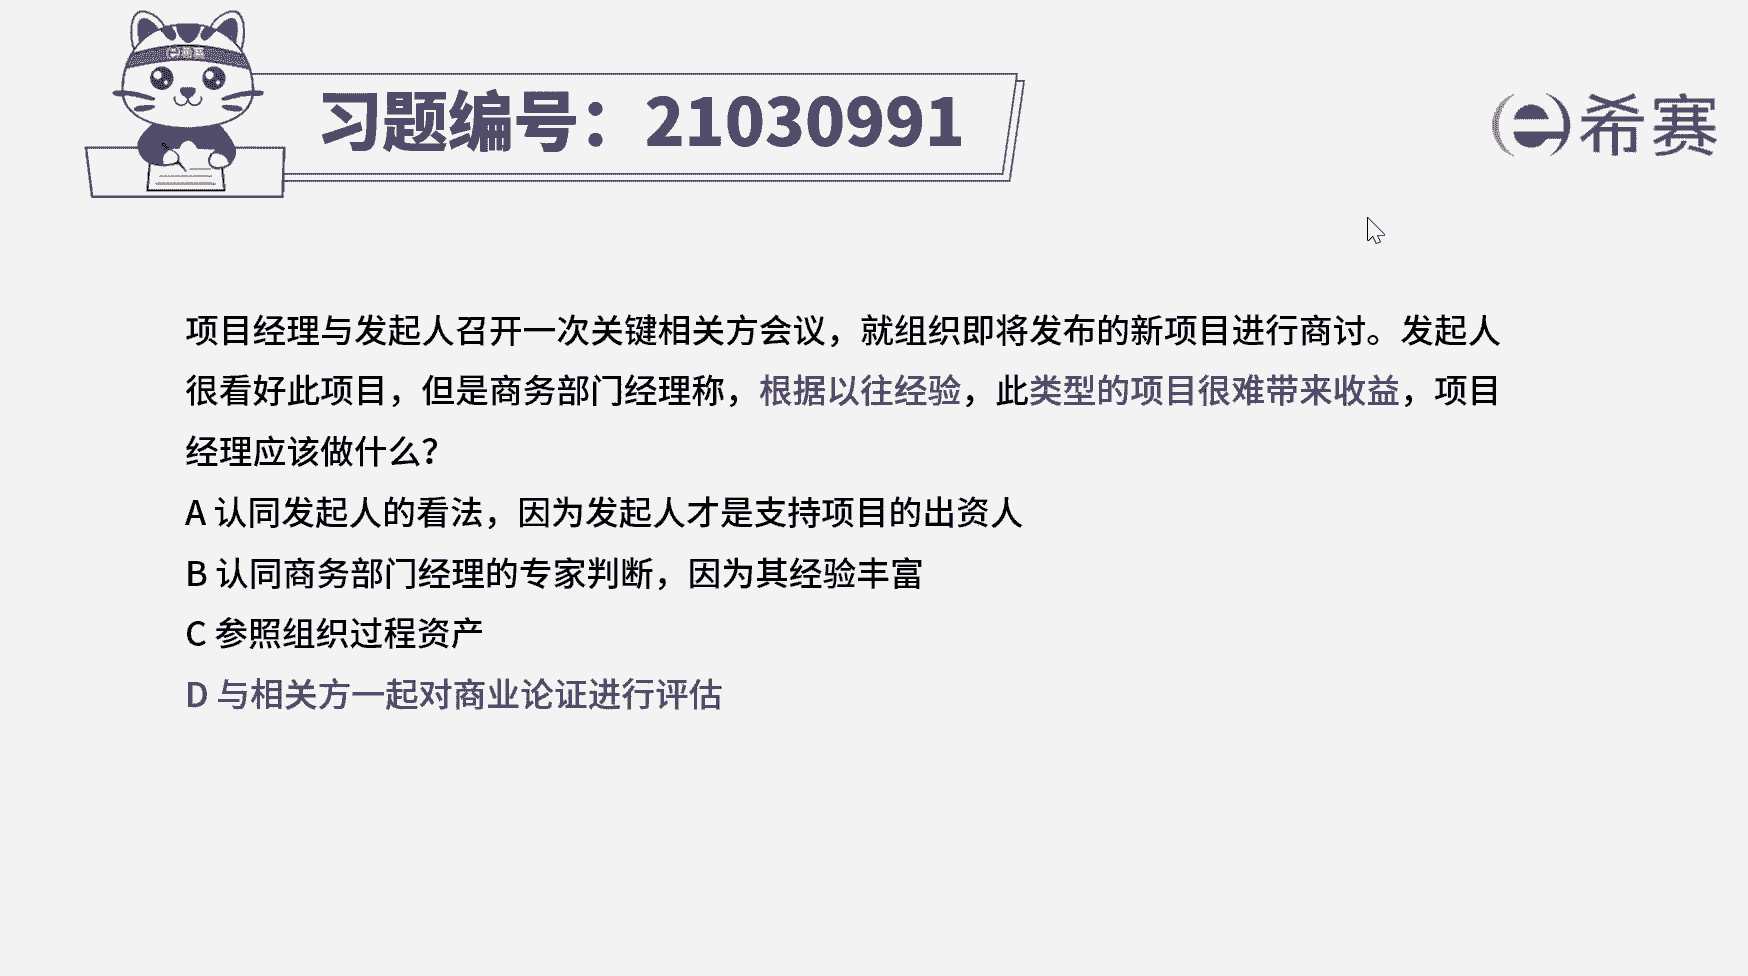 习题编号：21030991
希赛
项目经理与发起人召开一次关键相关方会议，就组织即将发布的新项目进行商讨。发起人
很看好此项目，但是商务部门经理称，根据以往经验，此类型的项目很难带来收益，项目
经理应该做什么？
A 认同发起人的看法，因为发起人才是支持项目的出资人
B 认同商务部门经理的专家判断，因为其经验丰富
C 参照组织过程资产
D 与相关方一起对商业论证进行评估